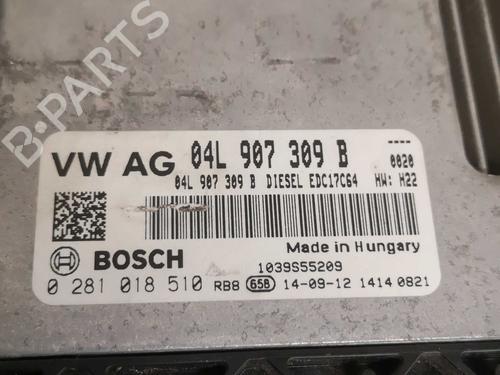 VW AG 04L 907 309 B
0020
04L 907 309 B DIESEL EDC17C64 HW: H22
BOSCH
Made in Hungary
1039S55209
0 281 018 510 RB8 65B 14-09-12 1414 0821
B-PARTS